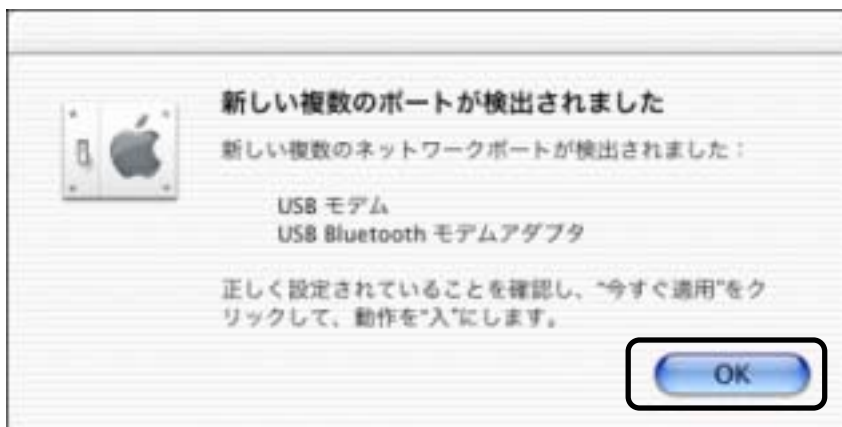 新しい複数のポートが検出されました
新しい複数のネットワークポートが検出されました：
USB モデム
USB Bluetooth モデムアダプタ
正しく設定されていることを確認し、“今すぐ適用”をク
リックして、動作を“入”にします。
OK